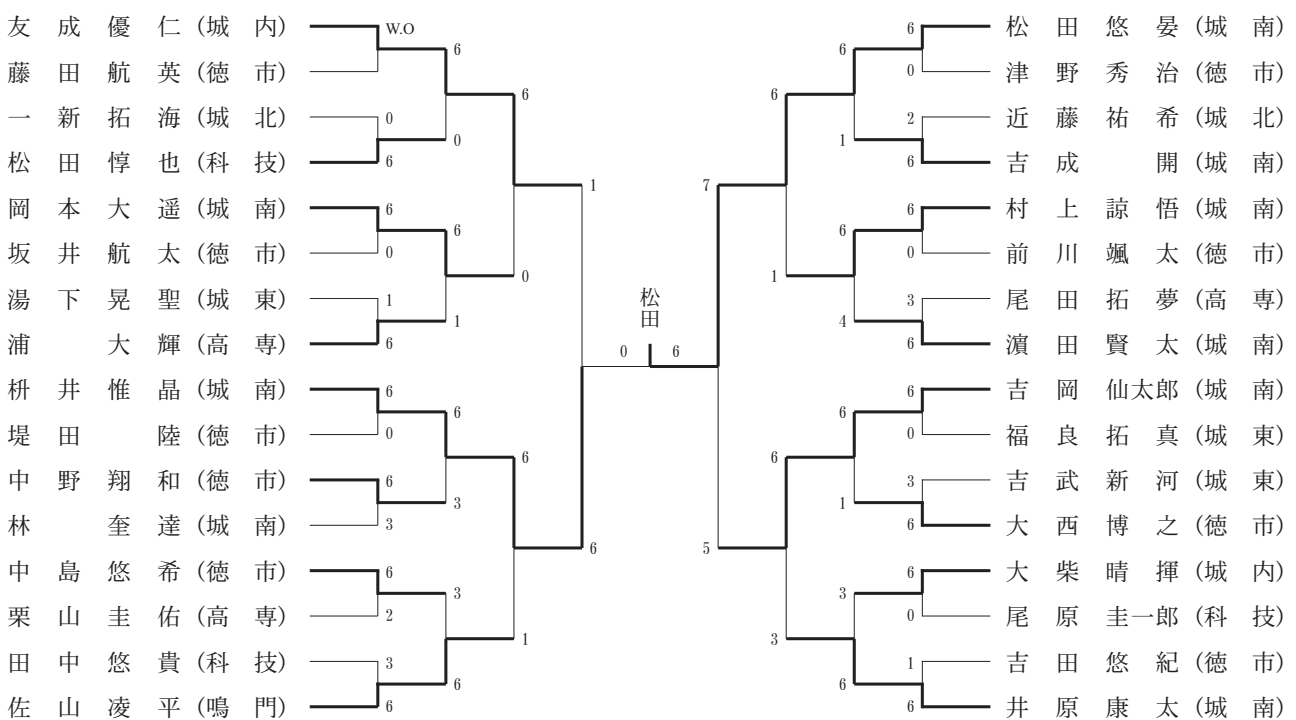 友成優仁(城内)
藤田航英(徳市)
一新拓海(城北)
松田惇也(科技)
岡本大遥(城南)
坂井航太(徳市)
湯下晃聖(城東)
浦大輝(高専)
枡井惟晶(城南)
堤田陸(徳市)
中野翔和(徳市)
林奎達(城南)
中島悠希(徳市)
栗山圭佑(高専)
田中悠貴(科技)
佐山凌平(鳴門)
W.O
0
6
6
0
1
6
6
0
6
3
6
2
3
6
6
0
6
1
6
3
3
6
6
0
6
1
1
6
松田
0 6
7
5
6
1
6
3
6
1
6
4
6
1
3
6
6
0
2
6
6
0
3
6
6
0
3
6
6
0
1
6
松田悠晏(城南)
津野秀治(徳市)
近藤祐希(城北)
吉成開(城南)
村上諒悟(城南)
前川颯太(徳市)
尾田拓夢(高専)
濵田賢太(城南)
吉岡仙太郎(城南)
福良拓真(城東)
吉武新河(城東)
大西博之(徳市)
大柴晴揮(城内)
尾原圭一郎(科技)
吉田悠紀(徳市)
井原康太(城南)